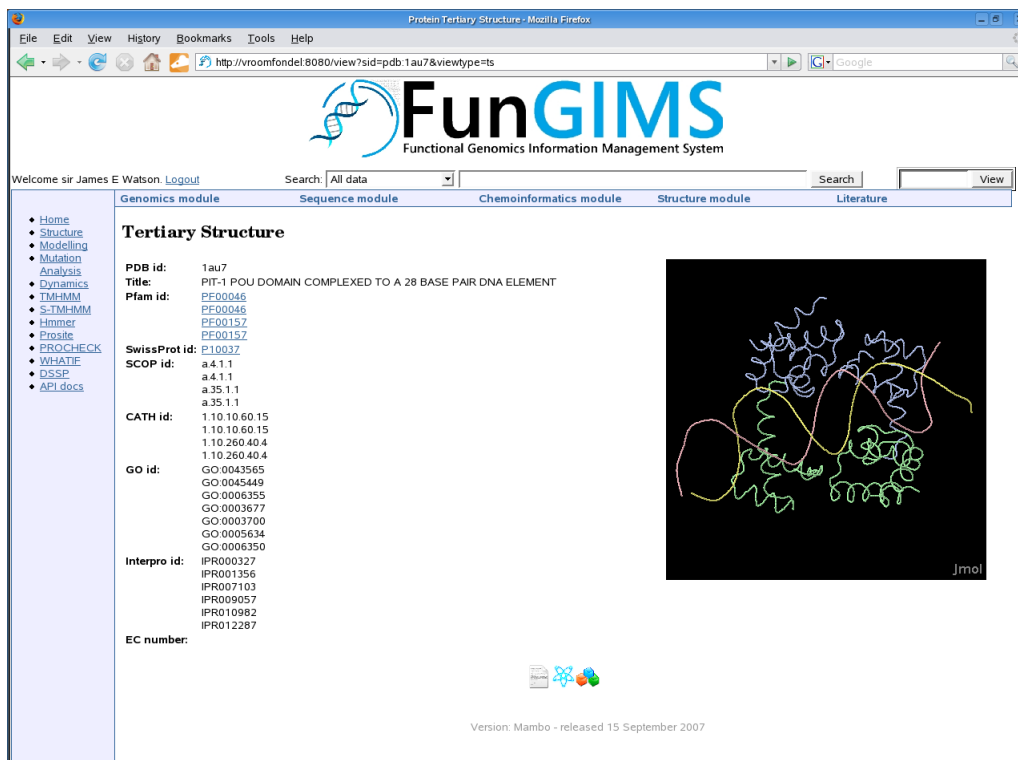 Protein Tertiary Structure - Mozilla Firefox
File Edit View History Bookmarks Tools Help
http://vroomfondel:8080/view?sid=pdb:1au7&viewtype=ts
G Google
FunGIMS
Functional Genomics Information Management System
Welcome sir James E Watson. Logout Search: All data Search View
Genomics module Sequence module Chemoinformatics module Structure module Literature
Home
Structure
Modelling
Mutation
Analysis
Dynamics
TMHMM
S-TMHMM
Hmmer
Prosite
PROCHECK
WHATIF
DSSP
API docs
Tertiary Structure
PDB id: 1au7
Title: PIT-1 POU DOMAIN COMPLEXED TO A 28 BASE PAIR DNA ELEMENT
Pfam id: PF00046
PF00046
PF00157
PF00157
SwissProt id: P10037
SCOP id: a.4.1.1
a.4.1.1
a.35.1.1
a.35.1.1
CATH id: 1.10.10.60.15
1.10.10.60.15
1.10.260.40.4
1.10.260.40.4
GO id: GO:0043565
GO:0045449
GO:0006355
GO:0003677
GO:0003700
GO:0005634
GO:0006350
Interpro id: IPR000327
IPR001356
IPR007103
IPR009057
IPR010982
IPR012287
EC number:
Jmol
Version: Mambo - released 15 September 2007